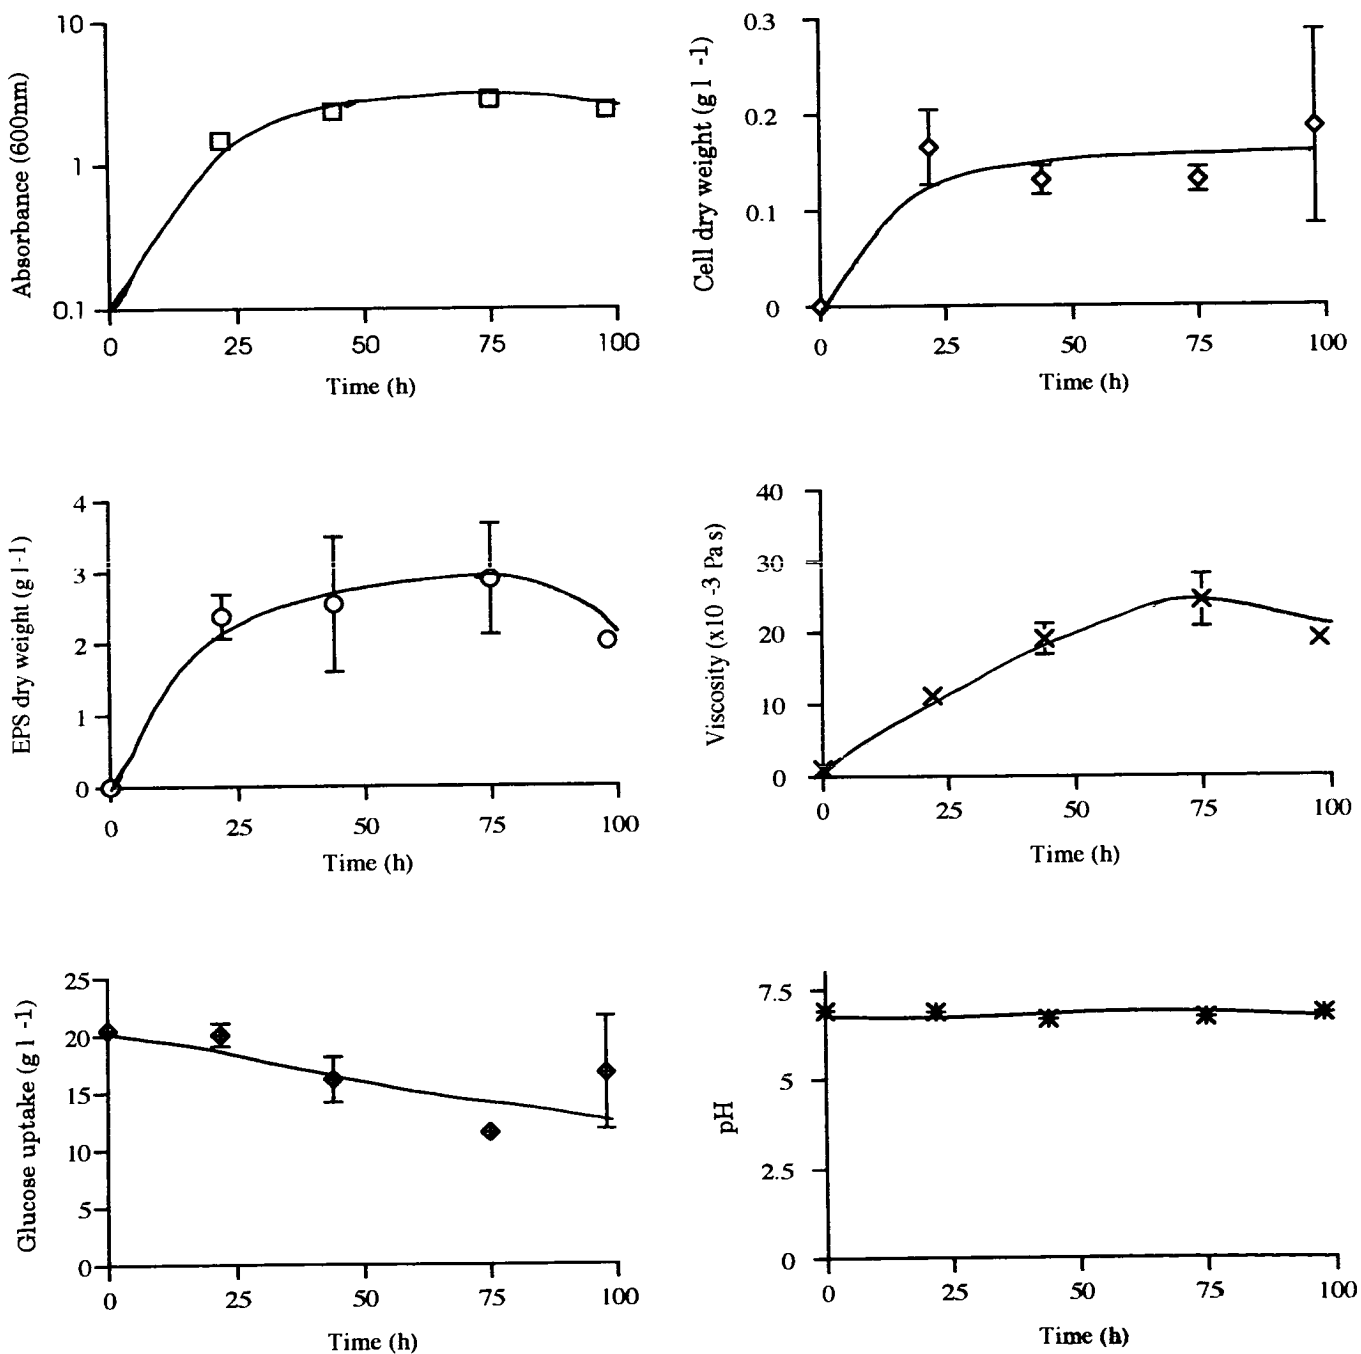 Absorbance (600nm)
10
1
0.1
0 25 50 75 100
Time (h)
Cell dry weight (g l -1)
0.3
0.2
0.1
0
0 25 50 75 100
Time (h)
EPS dry weight (g l-1)
4
3
2
1
0
0 25 50 75 100
Time (h)
Viscosity (x10 -3 Pa s)
40
30
20
10
0
0 25 50 75 100
Time (h)
Glucose uptake (g l -1)
25
20
15
10
5
0
0 25 50 75 100
Time (h)
pH
7.5
5
2.5
0
0 25 50 75 100
Time (h)